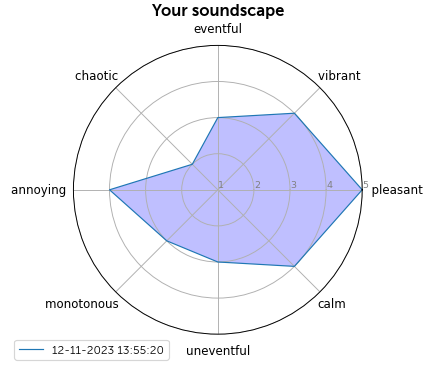 Your soundscape
eventful
chaotic
vibrant
annoying
1 2 3 4 5
pleasant
monotonous
calm
uneventful
12-11-2023 13:55:20